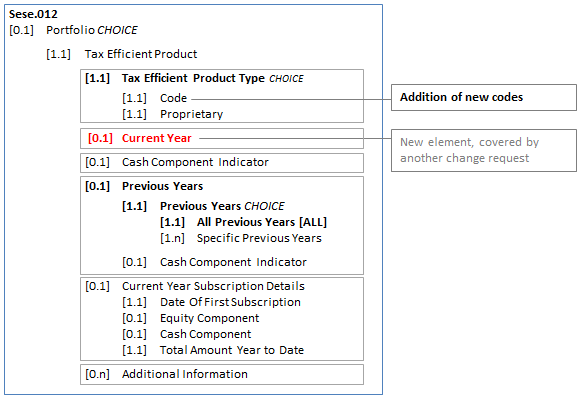 Sese.012
[0.1] Portfolio CHOICE
[1.1] Tax Efficient Product
[1.1] Tax Efficient Product Type CHOICE
[1.1] Code
Addition of new codes
[1.1] Proprietary
[0.1] Current Year
New element, covered by
another change request
[0.1] Cash Component Indicator
[0.1] Previous Years
[1.1] Previous Years CHOICE
[1.1] All Previous Years [ALL]
[1.n] Specific Previous Years
[0.1] Cash Component Indicator
[0.1] Current Year Subscription Details
[1.1] Date Of First Subscription
[0.1] Equity Component
[0.1] Cash Component
[1.1] Total Amount Year to Date
[0.n] Additional Information